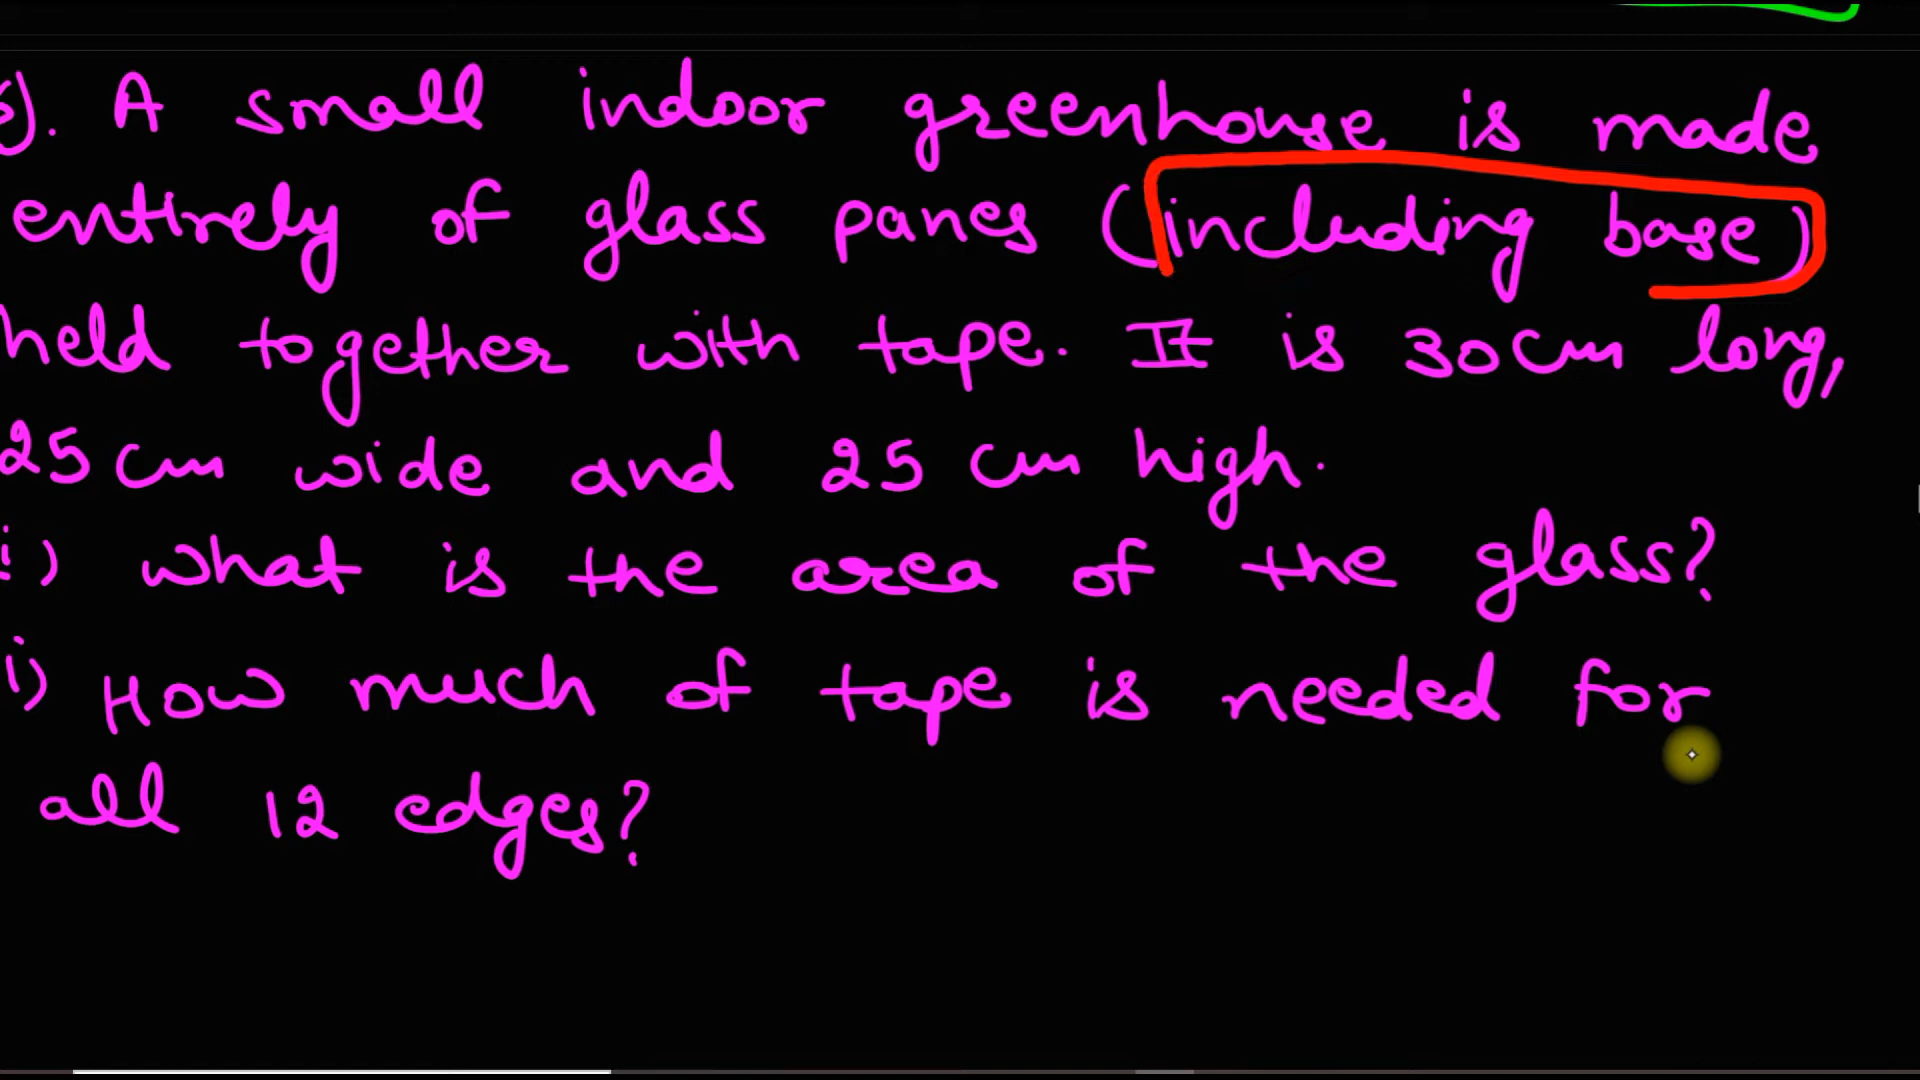 6). A small indoor greenhouse is made
entirely of glass panes (including base)
held together with tape. It is 30cm long,
25 cm wide and 25 cm high.
i) what is the area of the glass?
i) How much of tape is needed for
all 12 edges?